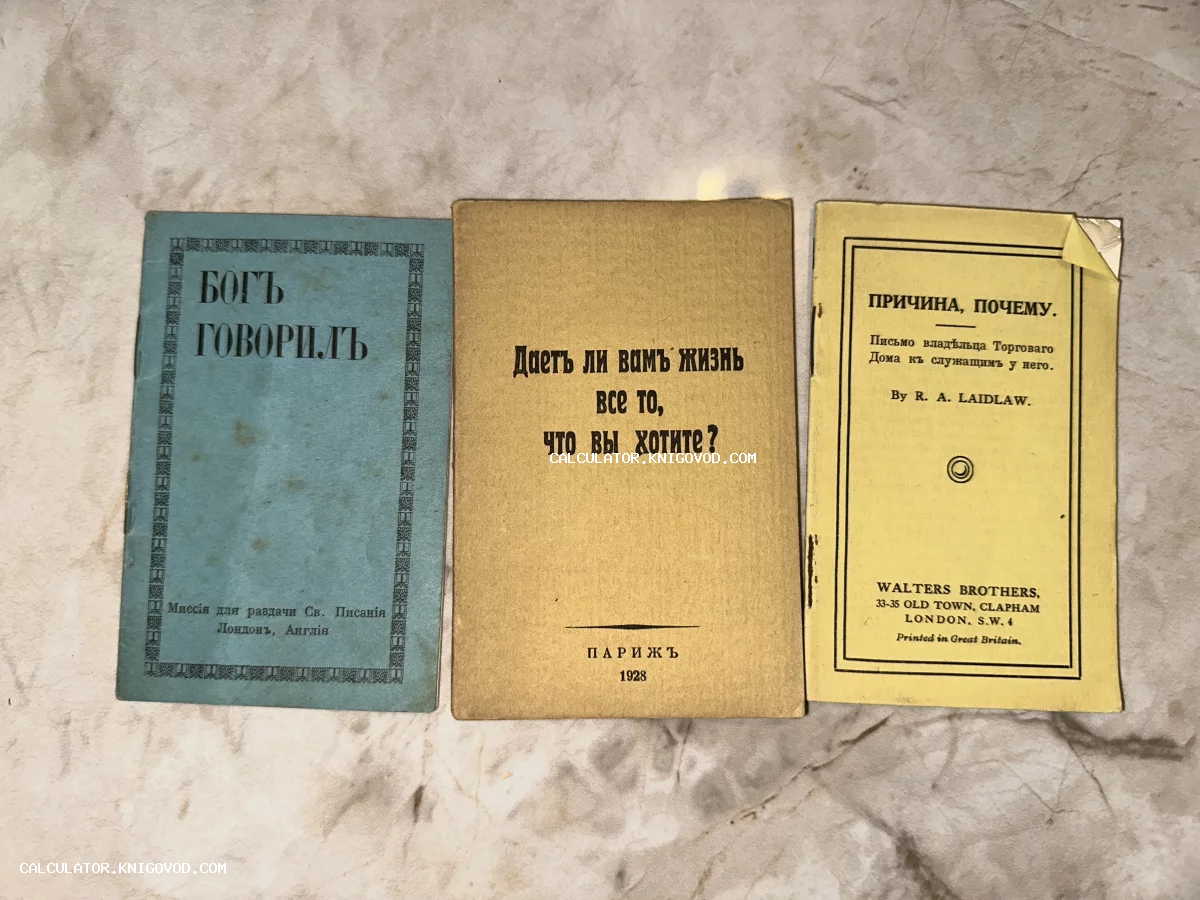 БОГЪ
ГОВОРИЛЪ
Миссія для раздачи Св. Писанія
Лондонъ, Англія
Даетъ ли вамъ жизнь
все то,
что вы хотите?
ПАРИЖЪ
1928
ПРИЧИНА, ПОЧЕМУ.
Письмо владѣльца Торговаго
Дома къ служащимъ у него.
By R. A. LAIDLAW.
WALTERS BROTHERS,
33-35 OLD TOWN, CLAPHAM
LONDON, S.W. 4
Printed in Great Britain.
CALCULATOR.KNIGOVOD.COM
CALCULATOR.KNIGOVOD.COM